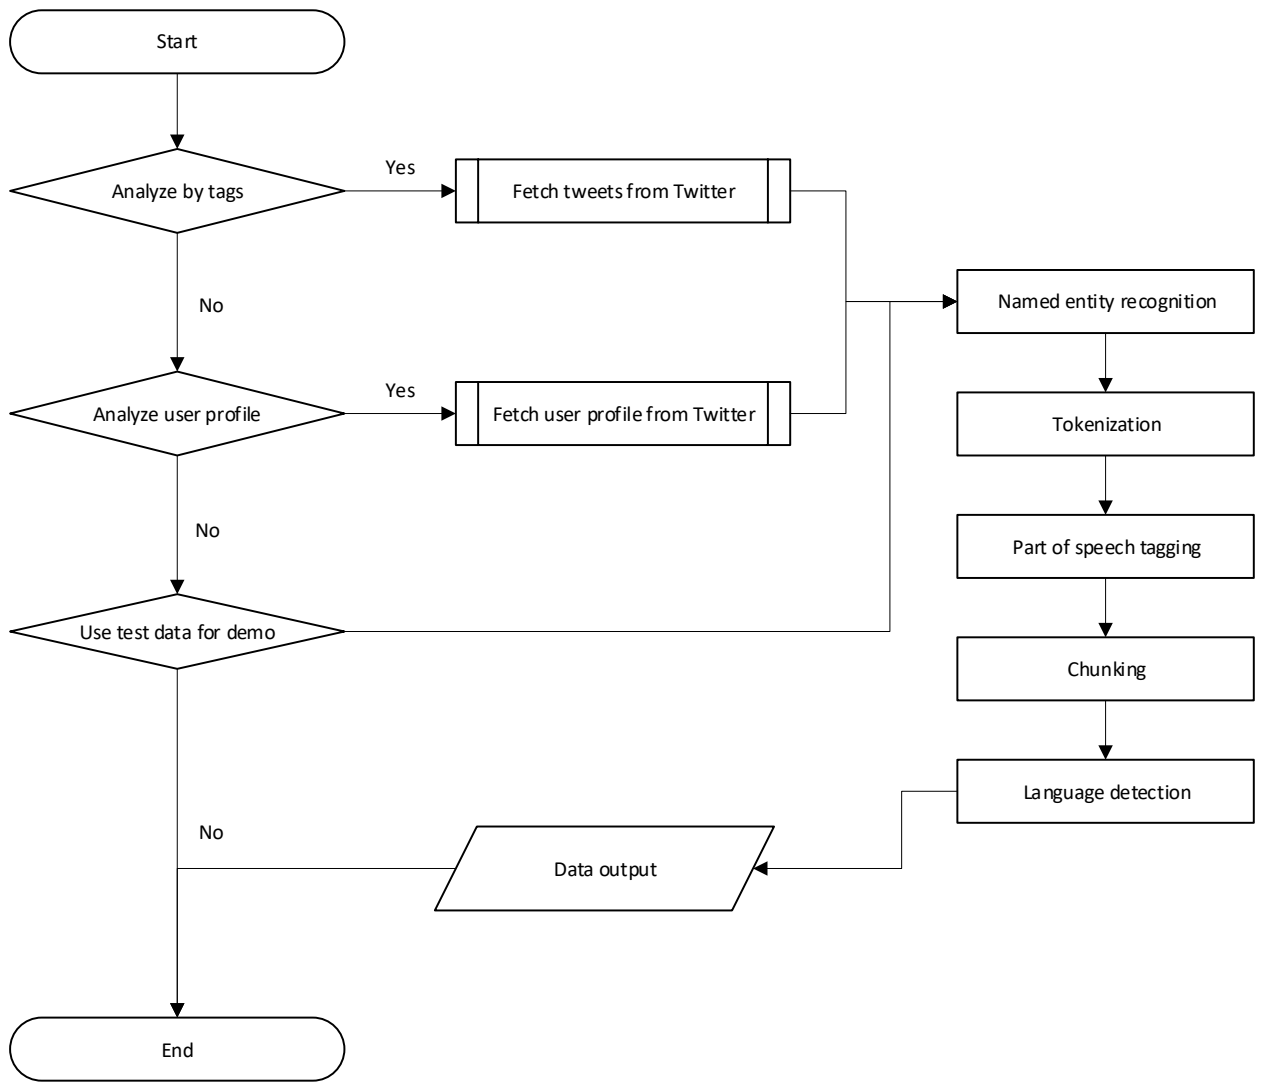 Start
Analyze by tags
Yes
Fetch tweets from Twitter
No
Analyze user profile
Yes
Fetch user profile from Twitter
No
Use test data for demo
No
Named entity recognition
Tokenization
Part of speech tagging
Chunking
Language detection
Data output
End